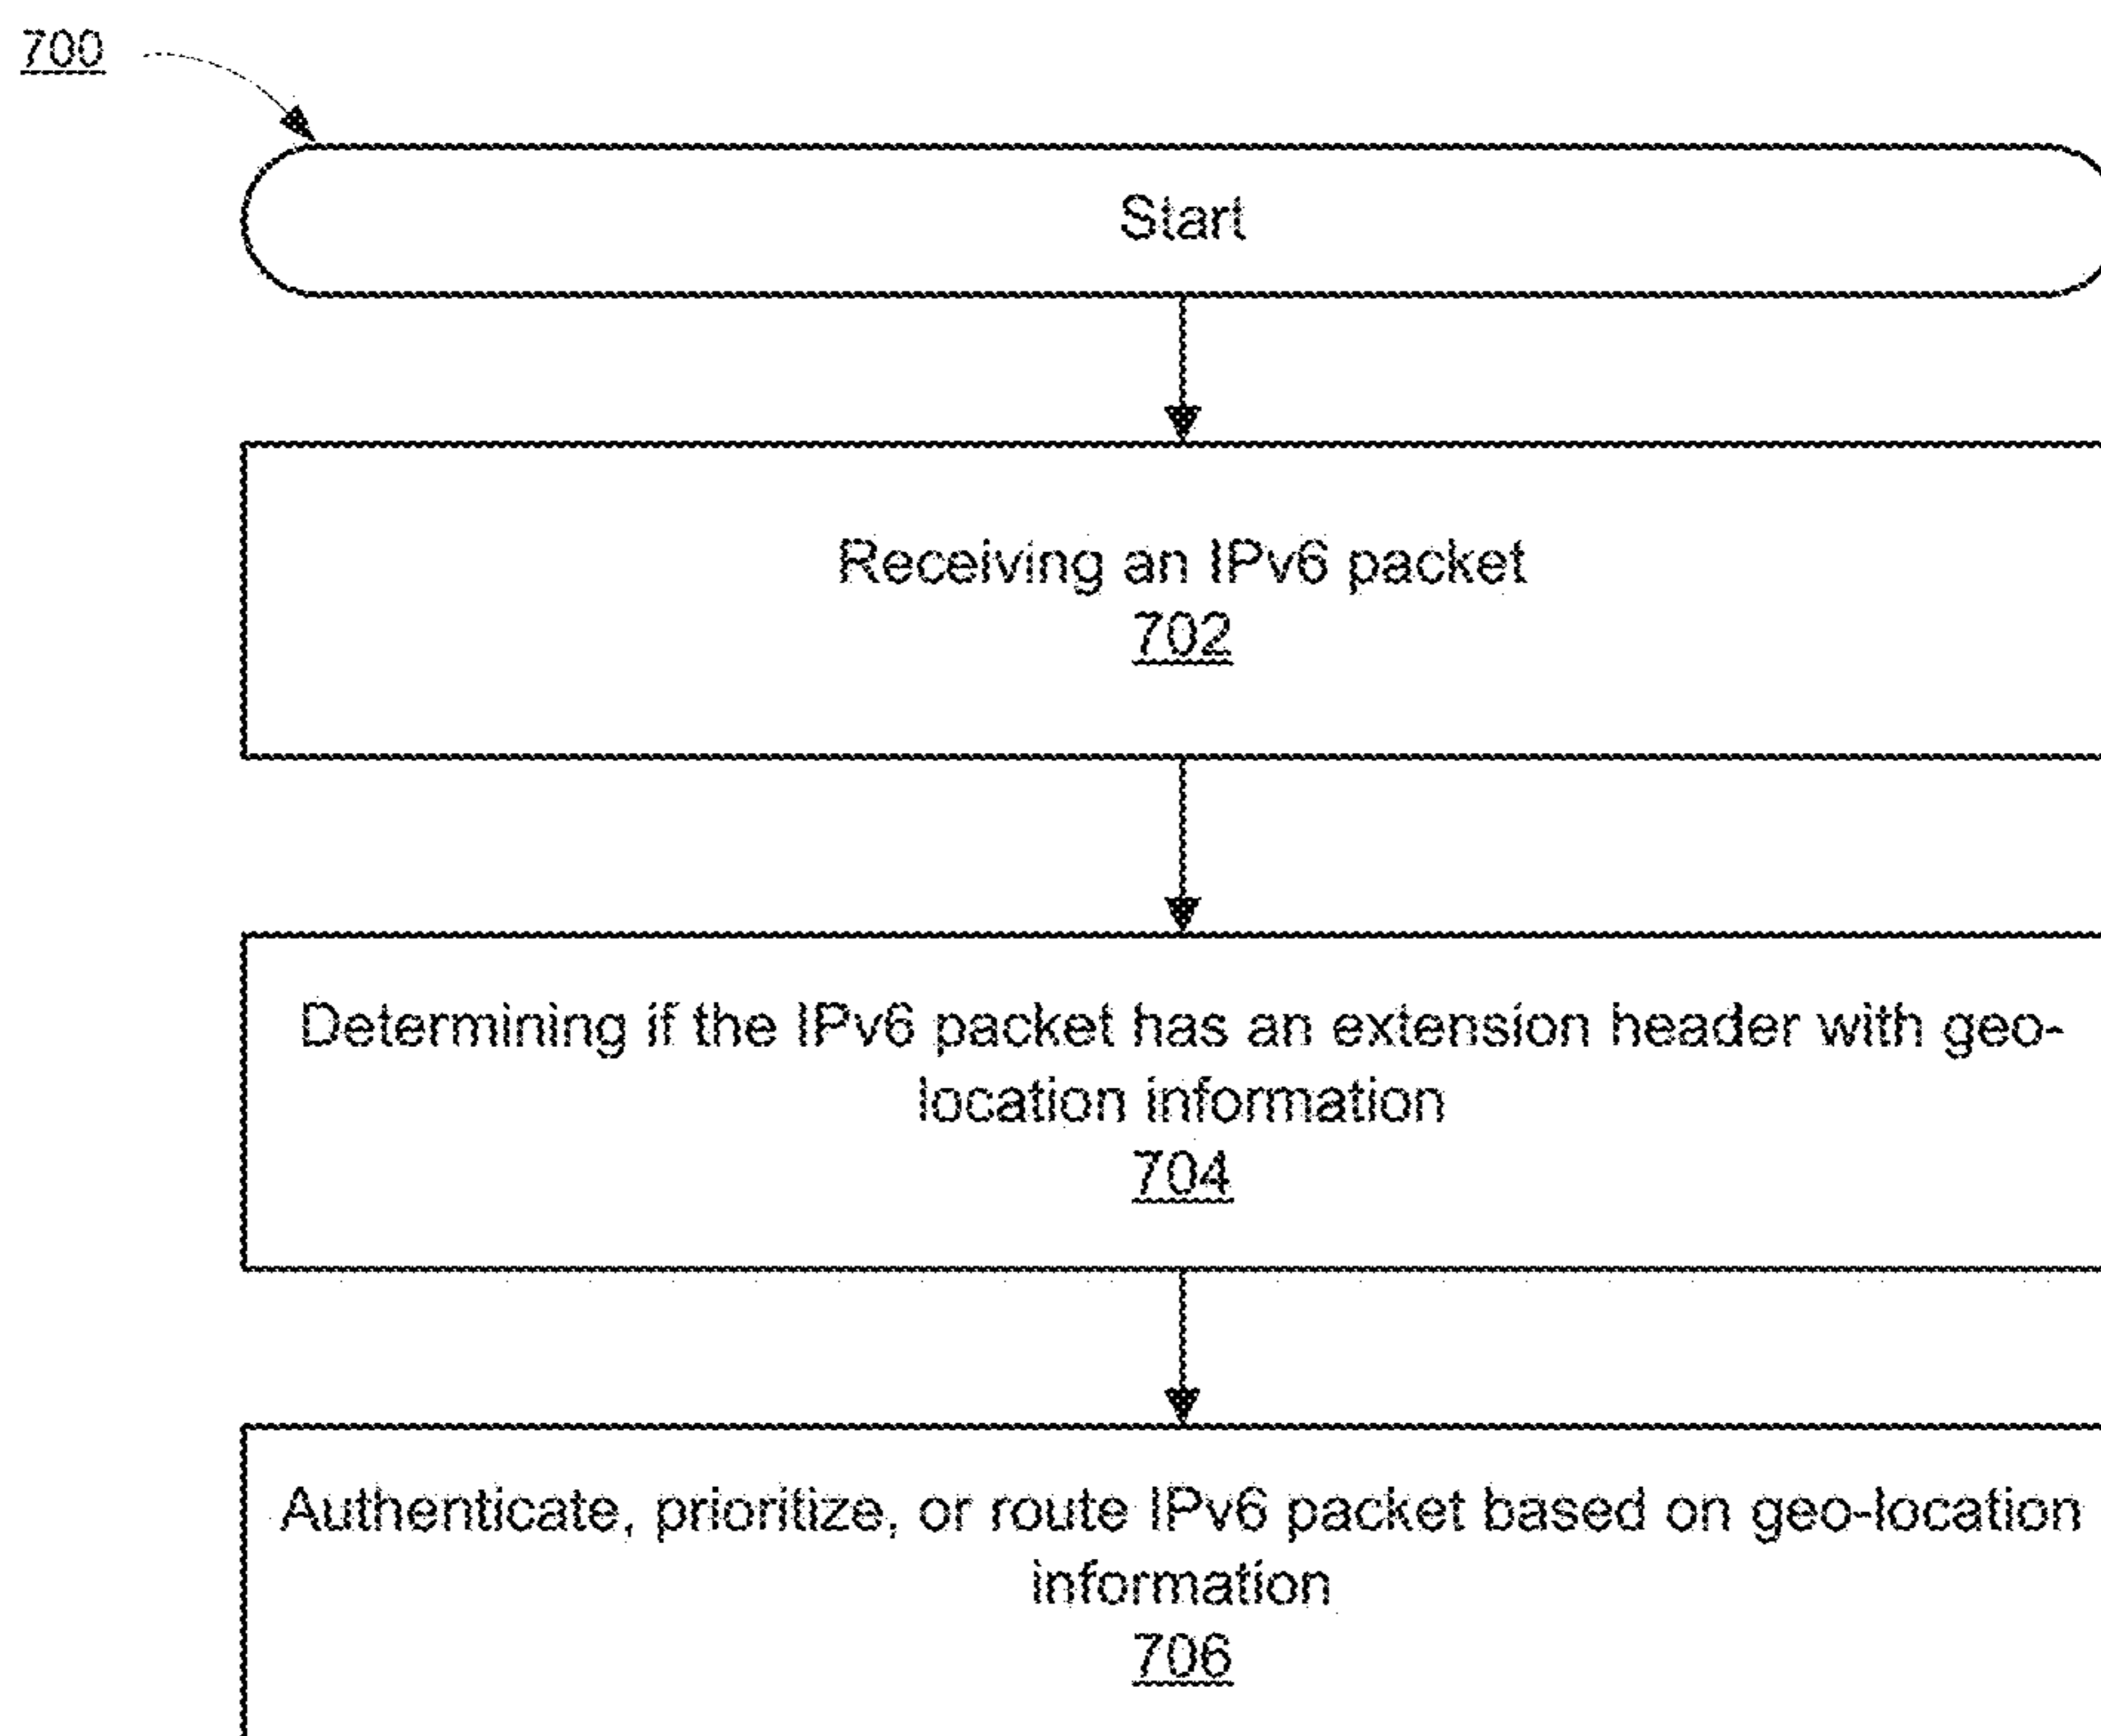 700
Start
Receiving an IPv6 packet
702
Determining if the IPv6 packet has an extension header with geo-
location information
704
Authenticate, prioritize, or route IPv6 packet based on geo-location
information
706